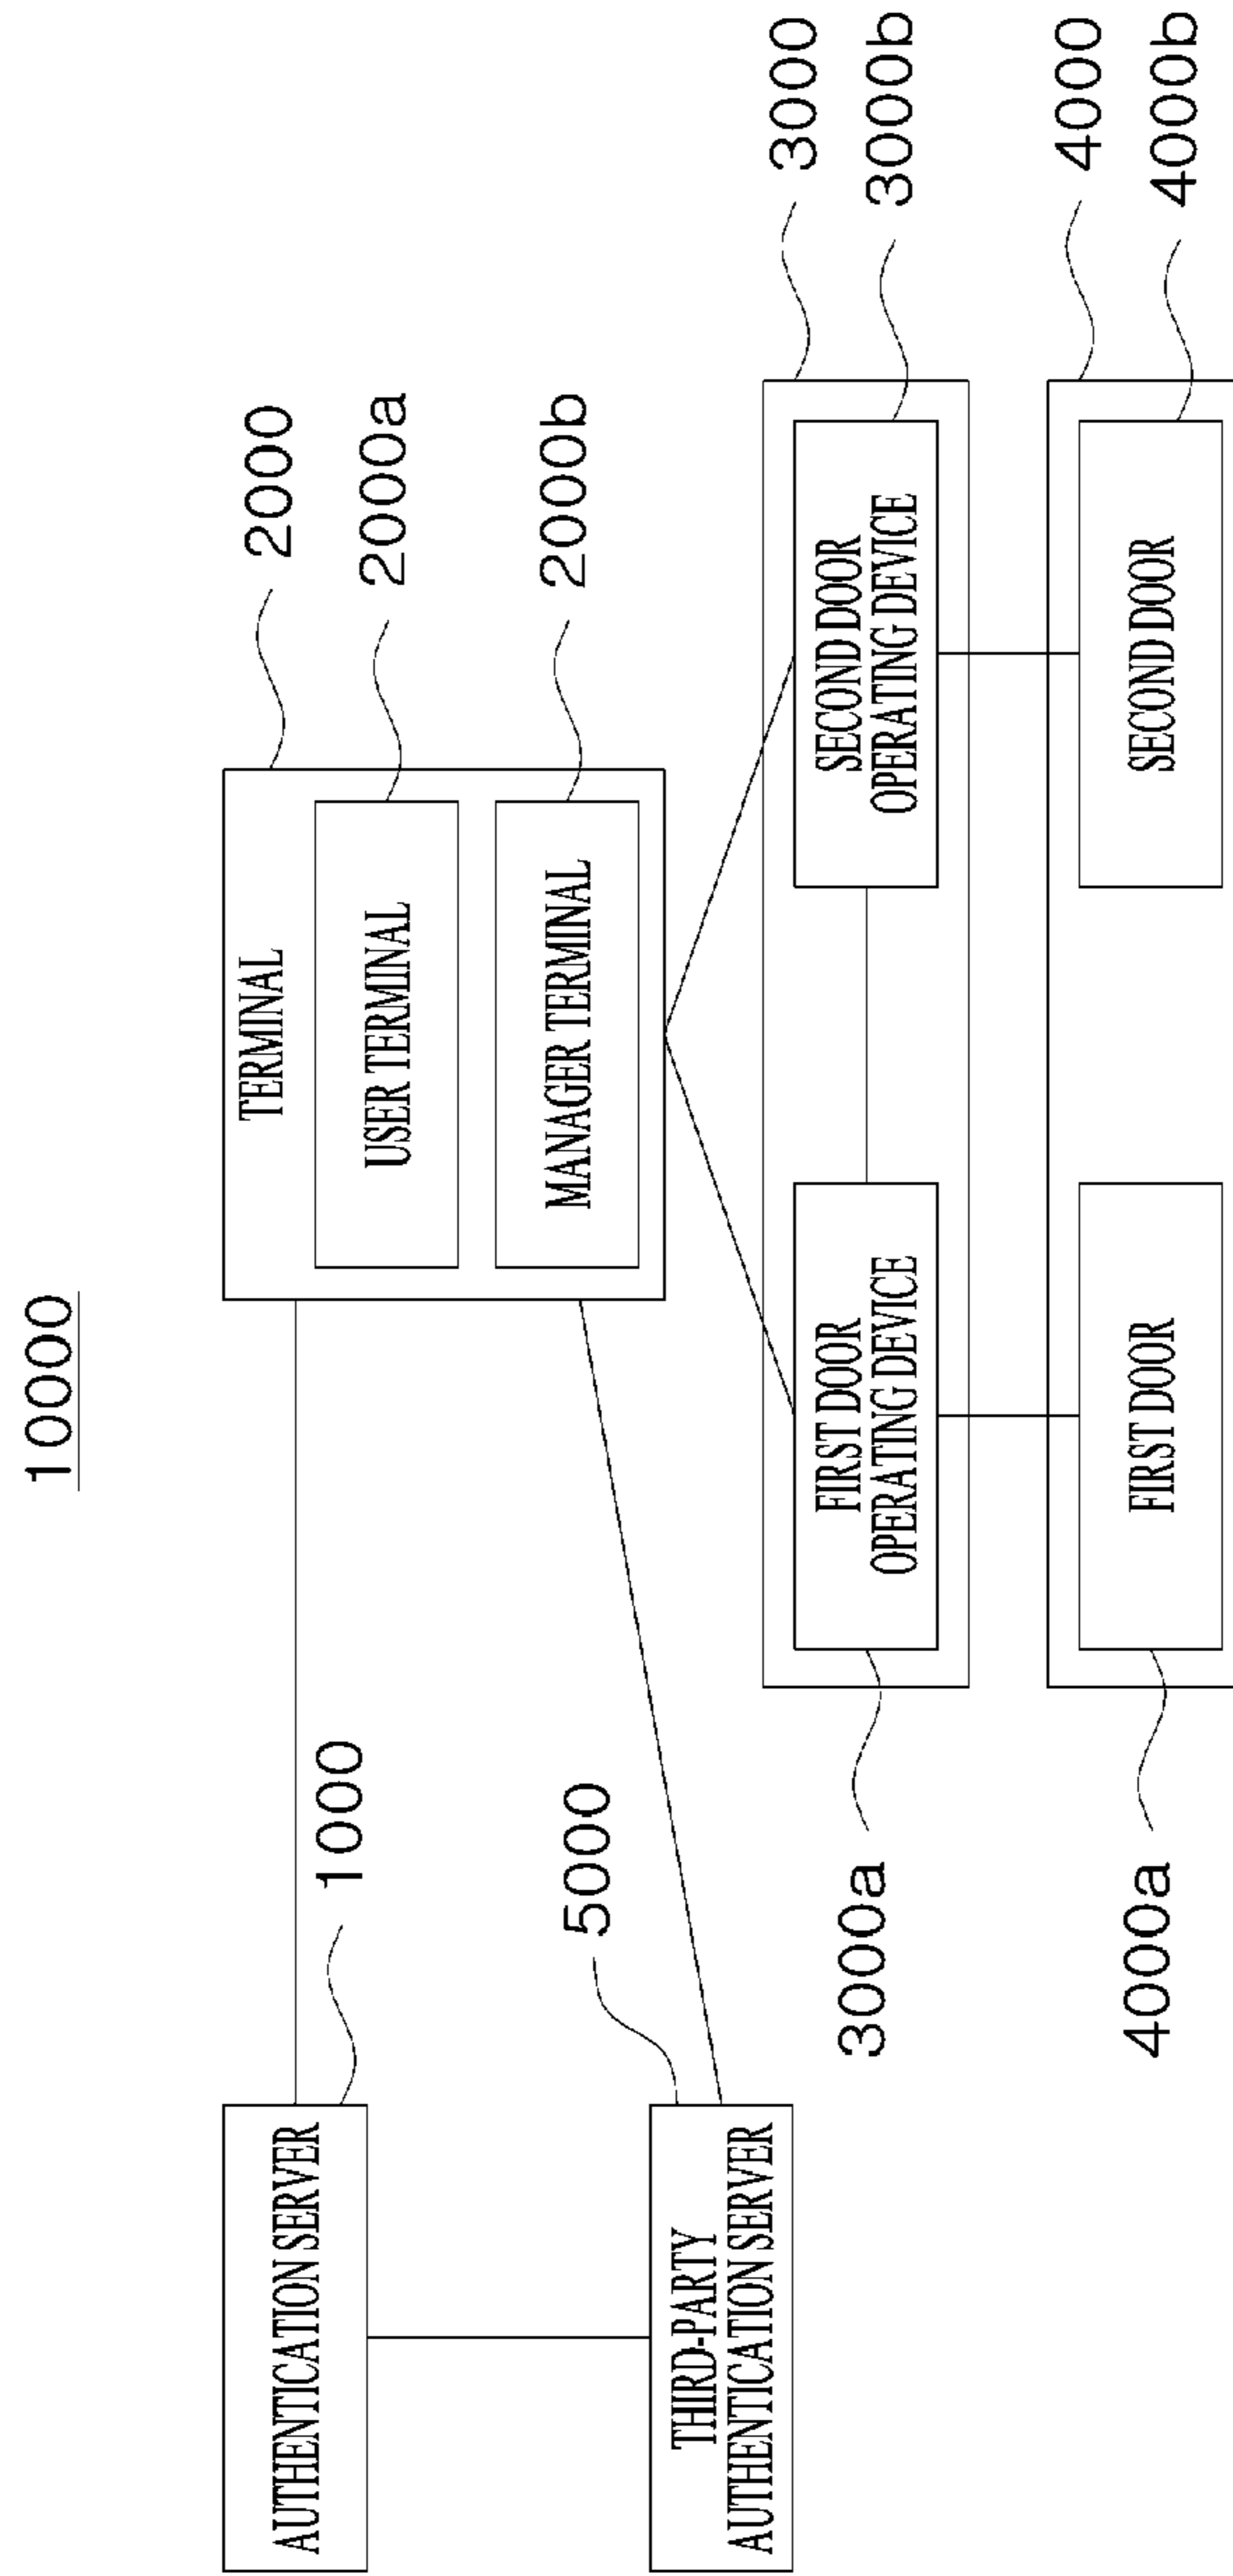 10000
AUTHENTICATION SERVER
1000
THIRD-PARTY
AUTHENTICATION SERVER
5000
TERMINAL
2000
USER TERMINAL
2000a
MANAGER TERMINAL
2000b
3000
FIRST DOOR
OPERATING DEVICE
3000a
SECOND DOOR
OPERATING DEVICE
3000b
4000
FIRST DOOR
4000a
SECOND DOOR
4000b